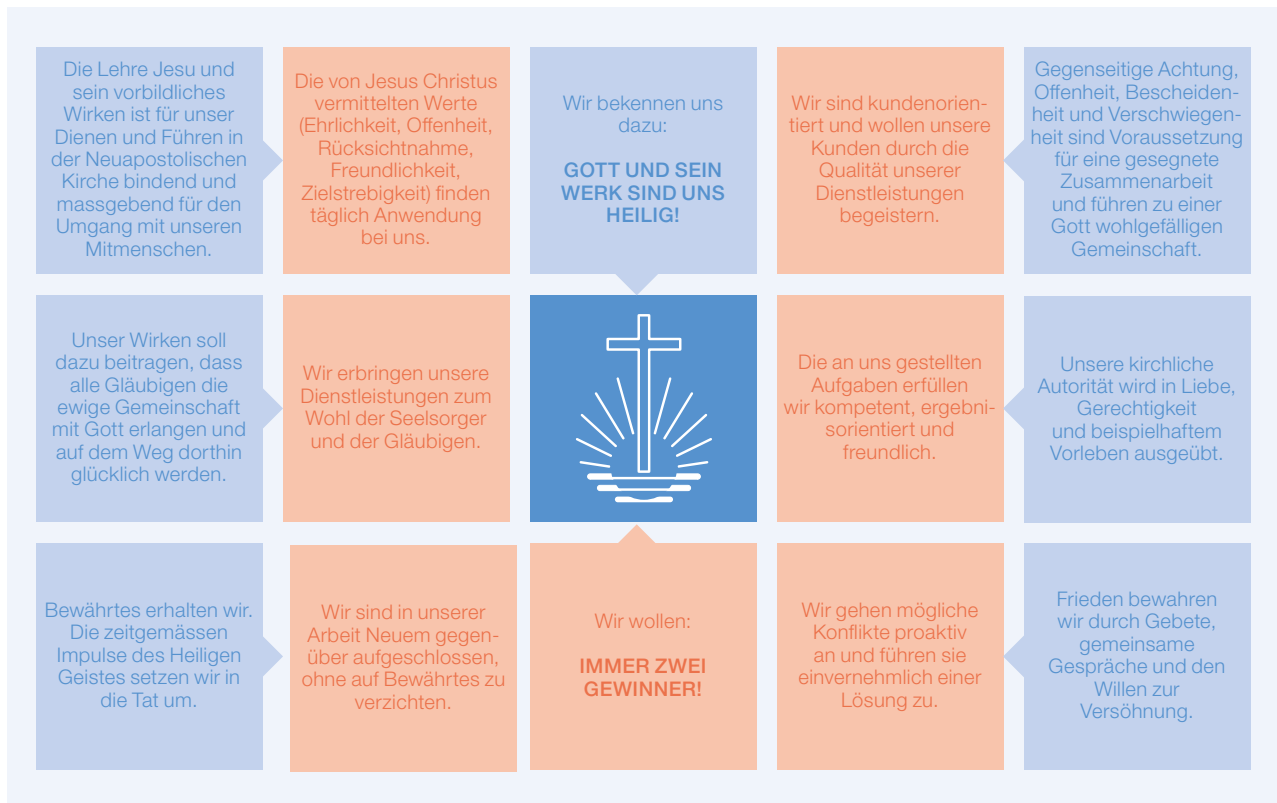 Die Lehre Jesu und
sein vorbildliches
Wirken ist für unser
Dienen und Führen in
der Neuapostolischen
Kirche bindend und
massgebend für den
Umgang mit unseren
Mitmenschen.
Die von Jesus Christus
vermittelten Werte
(Ehrlichkeit, Offenheit,
Rücksichtnahme,
Freundlichkeit,
Zielstrebigkeit) finden
täglich Anwendung
bei uns.
Wir bekennen uns
dazu:
GOTT UND SEIN
WERK SIND UNS
HEILIG!
Wir sind kundenorien-
tiert und wollen unsere
Kunden durch die
Qualität unserer
Dienstleistungen
begeistern.
Gegenseitige Achtung,
Offenheit, Bescheiden-
heit und Verschwiegen-
heit sind Voraussetzung
für eine gesegnete
Zusammenarbeit
und führen zu einer
Gott wohlgefälligen
Gemeinschaft.
Unser Wirken soll
dazu beitragen, dass
alle Gläubigen die
ewige Gemeinschaft
mit Gott erlangen und
auf dem Weg dorthin
glücklich werden.
Wir erbringen unsere
Dienstleistungen zum
Wohl der Seelsorger
und der Gläubigen.
Die an uns gestellten
Aufgaben erfüllen
wir kompetent, ergebni-
sorientiert und
freundlich.
Unsere kirchliche
Autorität wird in Liebe,
Gerechtigkeit
und beispielhaftem
Vorleben ausgeübt.
Bewährtes erhalten wir.
Die zeitgemässen
Impulse des Heiligen
Geistes setzen wir in
die Tat um.
Wir sind in unserer
Arbeit Neuem gegen-
über aufgeschlossen,
ohne auf Bewährtes zu
verzichten.
Wir wollen:
IMMER ZWEI
GEWINNER!
Wir gehen mögliche
Konflikte proaktiv
an und führen sie
einvernehmlich einer
Lösung zu.
Frieden bewahren
wir durch Gebete,
gemeinsame
Gespräche und den
Willen zur
Versöhnung.